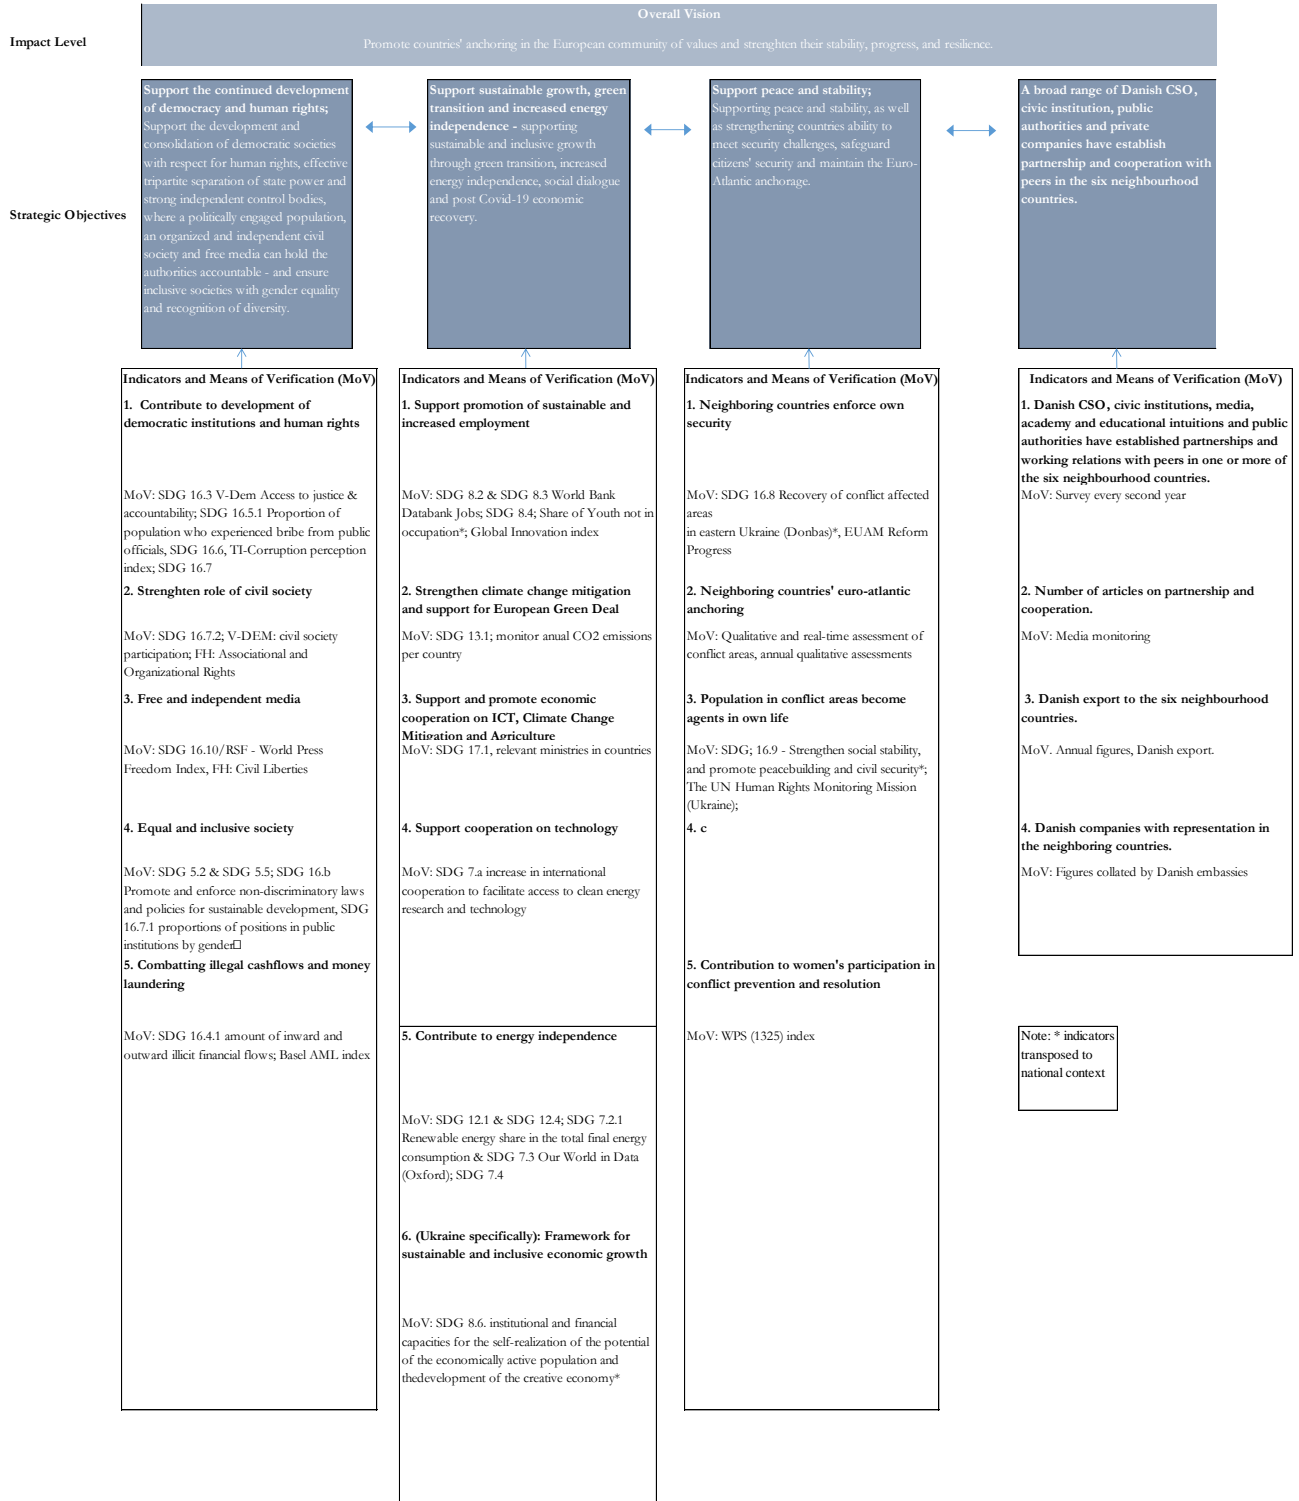 Overall Vision
Impact Level
Promote countries' anchoring in the European community of values and strenghten their stability, progress, and resilience.
Strategic Objectives
Support the continued development
of democracy and human rights;
Support the development and
consolidation of democratic societies
with respect for human rights, effective
tripartite separation of state power and
strong independent control bodies,
where a politically engaged population,
an organized and independent civil
society and free media can hold the
authorities accountable - and ensure
inclusive societies with gender equality
and recognition of diversity.
Support sustainable growth, green
transition and increased energy
independence - supporting
sustainable and inclusive growth
through green transition, increased
energy independence, social dialogue
and post Covid-19 economic
recovery.
Support peace and stability;
Supporting peace and stability, as well
as strengthening countries ability to
meet security challenges, safeguard
citizens' security and maintain the Euro-
Atlantic anchorage.
A broad range of Danish CSO,
civic institution, public
authorities and private
companies have establish
partnership and cooperation with
peers in the six neighbourhood
countries.
Indicators and Means of Verification (MoV)
1. Contribute to development of
democratic institutions and human rights
MoV: SDG 16.3 V-Dem Access to justice &
accountability; SDG 16.5.1 Proportion of
population who experienced bribe from public
officials, SDG 16.6, TI-Corruption perception
index; SDG 16.7
2. Strenghten role of civil society
MoV: SDG 16.7.2; V-DEM: civil society
participation; FH: Associational and
Organizational Rights
3. Free and independent media
MoV: SDG 16.10/RSF - World Press
Freedom Index, FH: Civil Liberties
4. Equal and inclusive society
MoV: SDG 5.2 & SDG 5.5; SDG 16.b
Promote and enforce non-discriminatory laws
and policies for sustainable development, SDG
16.7.1 proportions of positions in public
institutions by gender□
5. Combatting illegal cashflows and money
laundering
MoV: SDG 16.4.1 amount of inward and
outward illicit financial flows; Basel AML index
Indicators and Means of Verification (MoV)
1. Support promotion of sustainable and
increased employment
MoV: SDG 8.2 & SDG 8.3 World Bank
Databank Jobs; SDG 8.4; Share of Youth not in
occupation*; Global Innovation index
2. Strengthen climate change mitigation
and support for European Green Deal
MoV: SDG 13.1; monitor anual CO2 emissions
per country
3. Support and promote economic
cooperation on ICT, Climate Change
Mitigation and Agriculture
MoV: SDG 17.1, relevant ministries in countries
4. Support cooperation on technology
MoV: SDG 7.a increase in international
cooperation to facilitate access to clean energy
research and technology
5. Contribute to energy independence
MoV: SDG 12.1 & SDG 12.4; SDG 7.2.1
Renewable energy share in the total final energy
consumption & SDG 7.3 Our World in Data
(Oxford); SDG 7.4
6. (Ukraine specifically): Framework for
sustainable and inclusive economic growth
MoV: SDG 8.6. institutional and financial
capacities for the self-realization of the potential
of the economically active population and
thedevelopment of the creative economy*
Indicators and Means of Verification (MoV)
1. Neighboring countries enforce own
security
MoV: SDG 16.8 Recovery of conflict affected
areas
in eastern Ukraine (Donbas)*, EUAM Reform
Progress
2. Neighboring countries' euro-atlantic
anchoring
MoV: Qualitative and real-time assessment of
conflict areas, annual qualitative assessments
3. Population in conflict areas become
agents in own life
MoV: SDG; 16.9 - Strengthen social stability,
and promote peacebuilding and civil security*;
The UN Human Rights Monitoring Mission
(Ukraine);
4. c
5. Contribution to women's participation in
conflict prevention and resolution
MoV: WPS (1325) index
Indicators and Means of Verification (MoV)
1. Danish CSO, civic institutions, media,
academy and educational intuitions and public
authorities have established partnerships and
working relations with peers in one or more of
the six neighbourhood countries.
MoV: Survey every second year
2. Number of articles on partnership and
cooperation.
MoV: Media monitoring
3. Danish export to the six neighbourhood
countries.
MoV. Annual figures, Danish export.
4. Danish companies with representation in
the neighboring countries.
MoV: Figures collated by Danish embassies
Note: * indicators
transposed to
national context